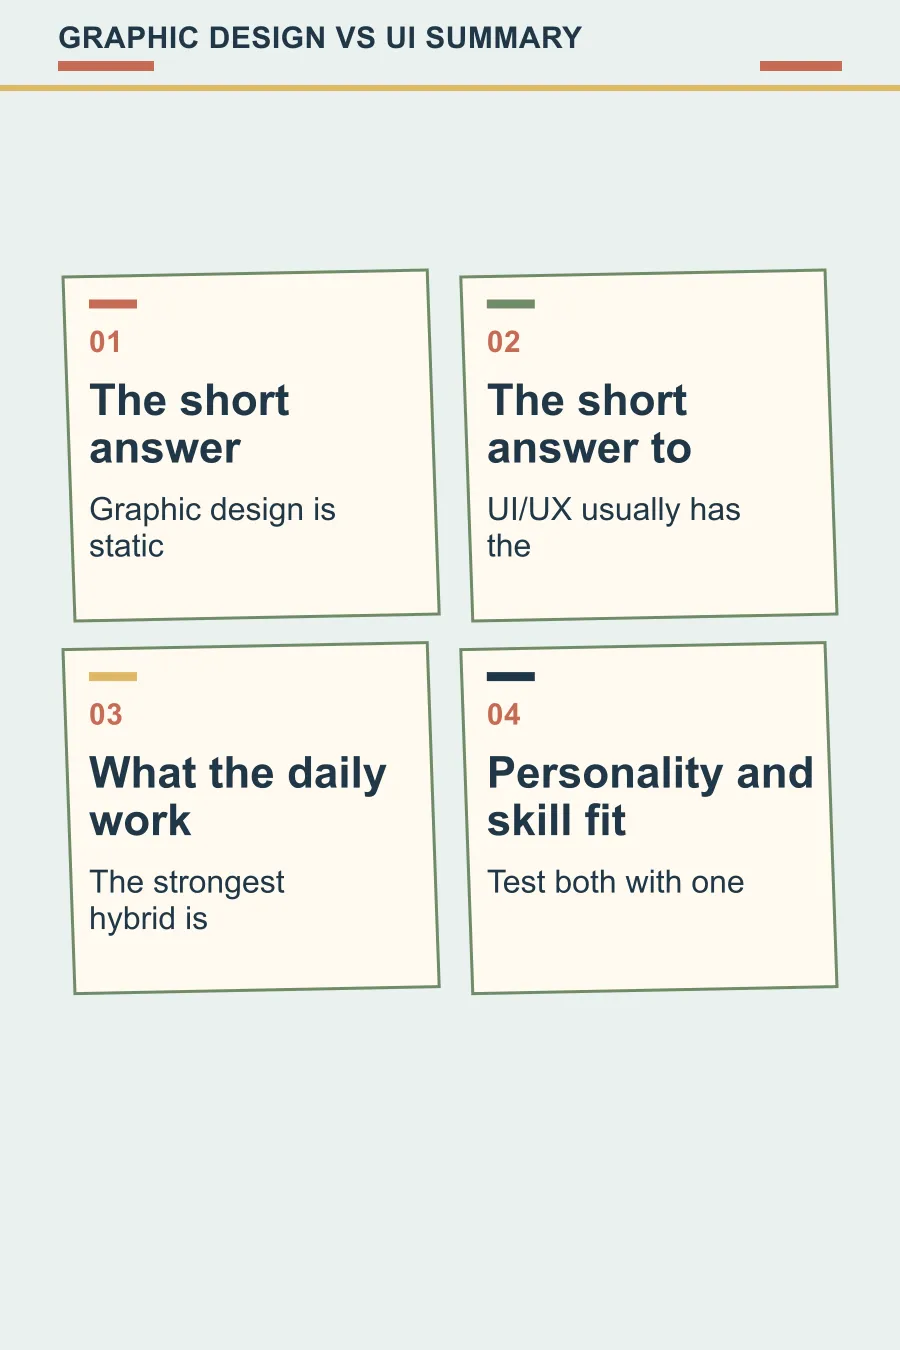 GRAPHIC DESIGN VS UI SUMMARY
01
The short
answer
Graphic design is
static
02
The short
answer to
UI/UX usually has
the
03
What the daily
work
The strongest
hybrid is
04
Personality and
skill fit
Test both with one